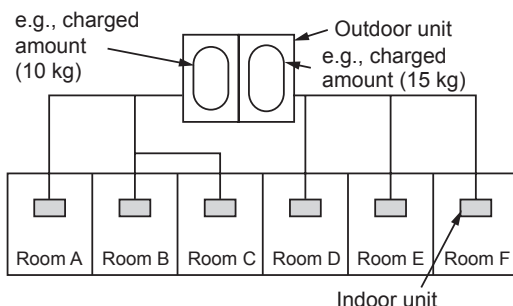 e.g., charged
amount
(10 kg)
Outdoor unit
e.g., charged
amount (15 kg)
Room A
Room B
Room C
Room D
Room E
Room F
Indoor unit